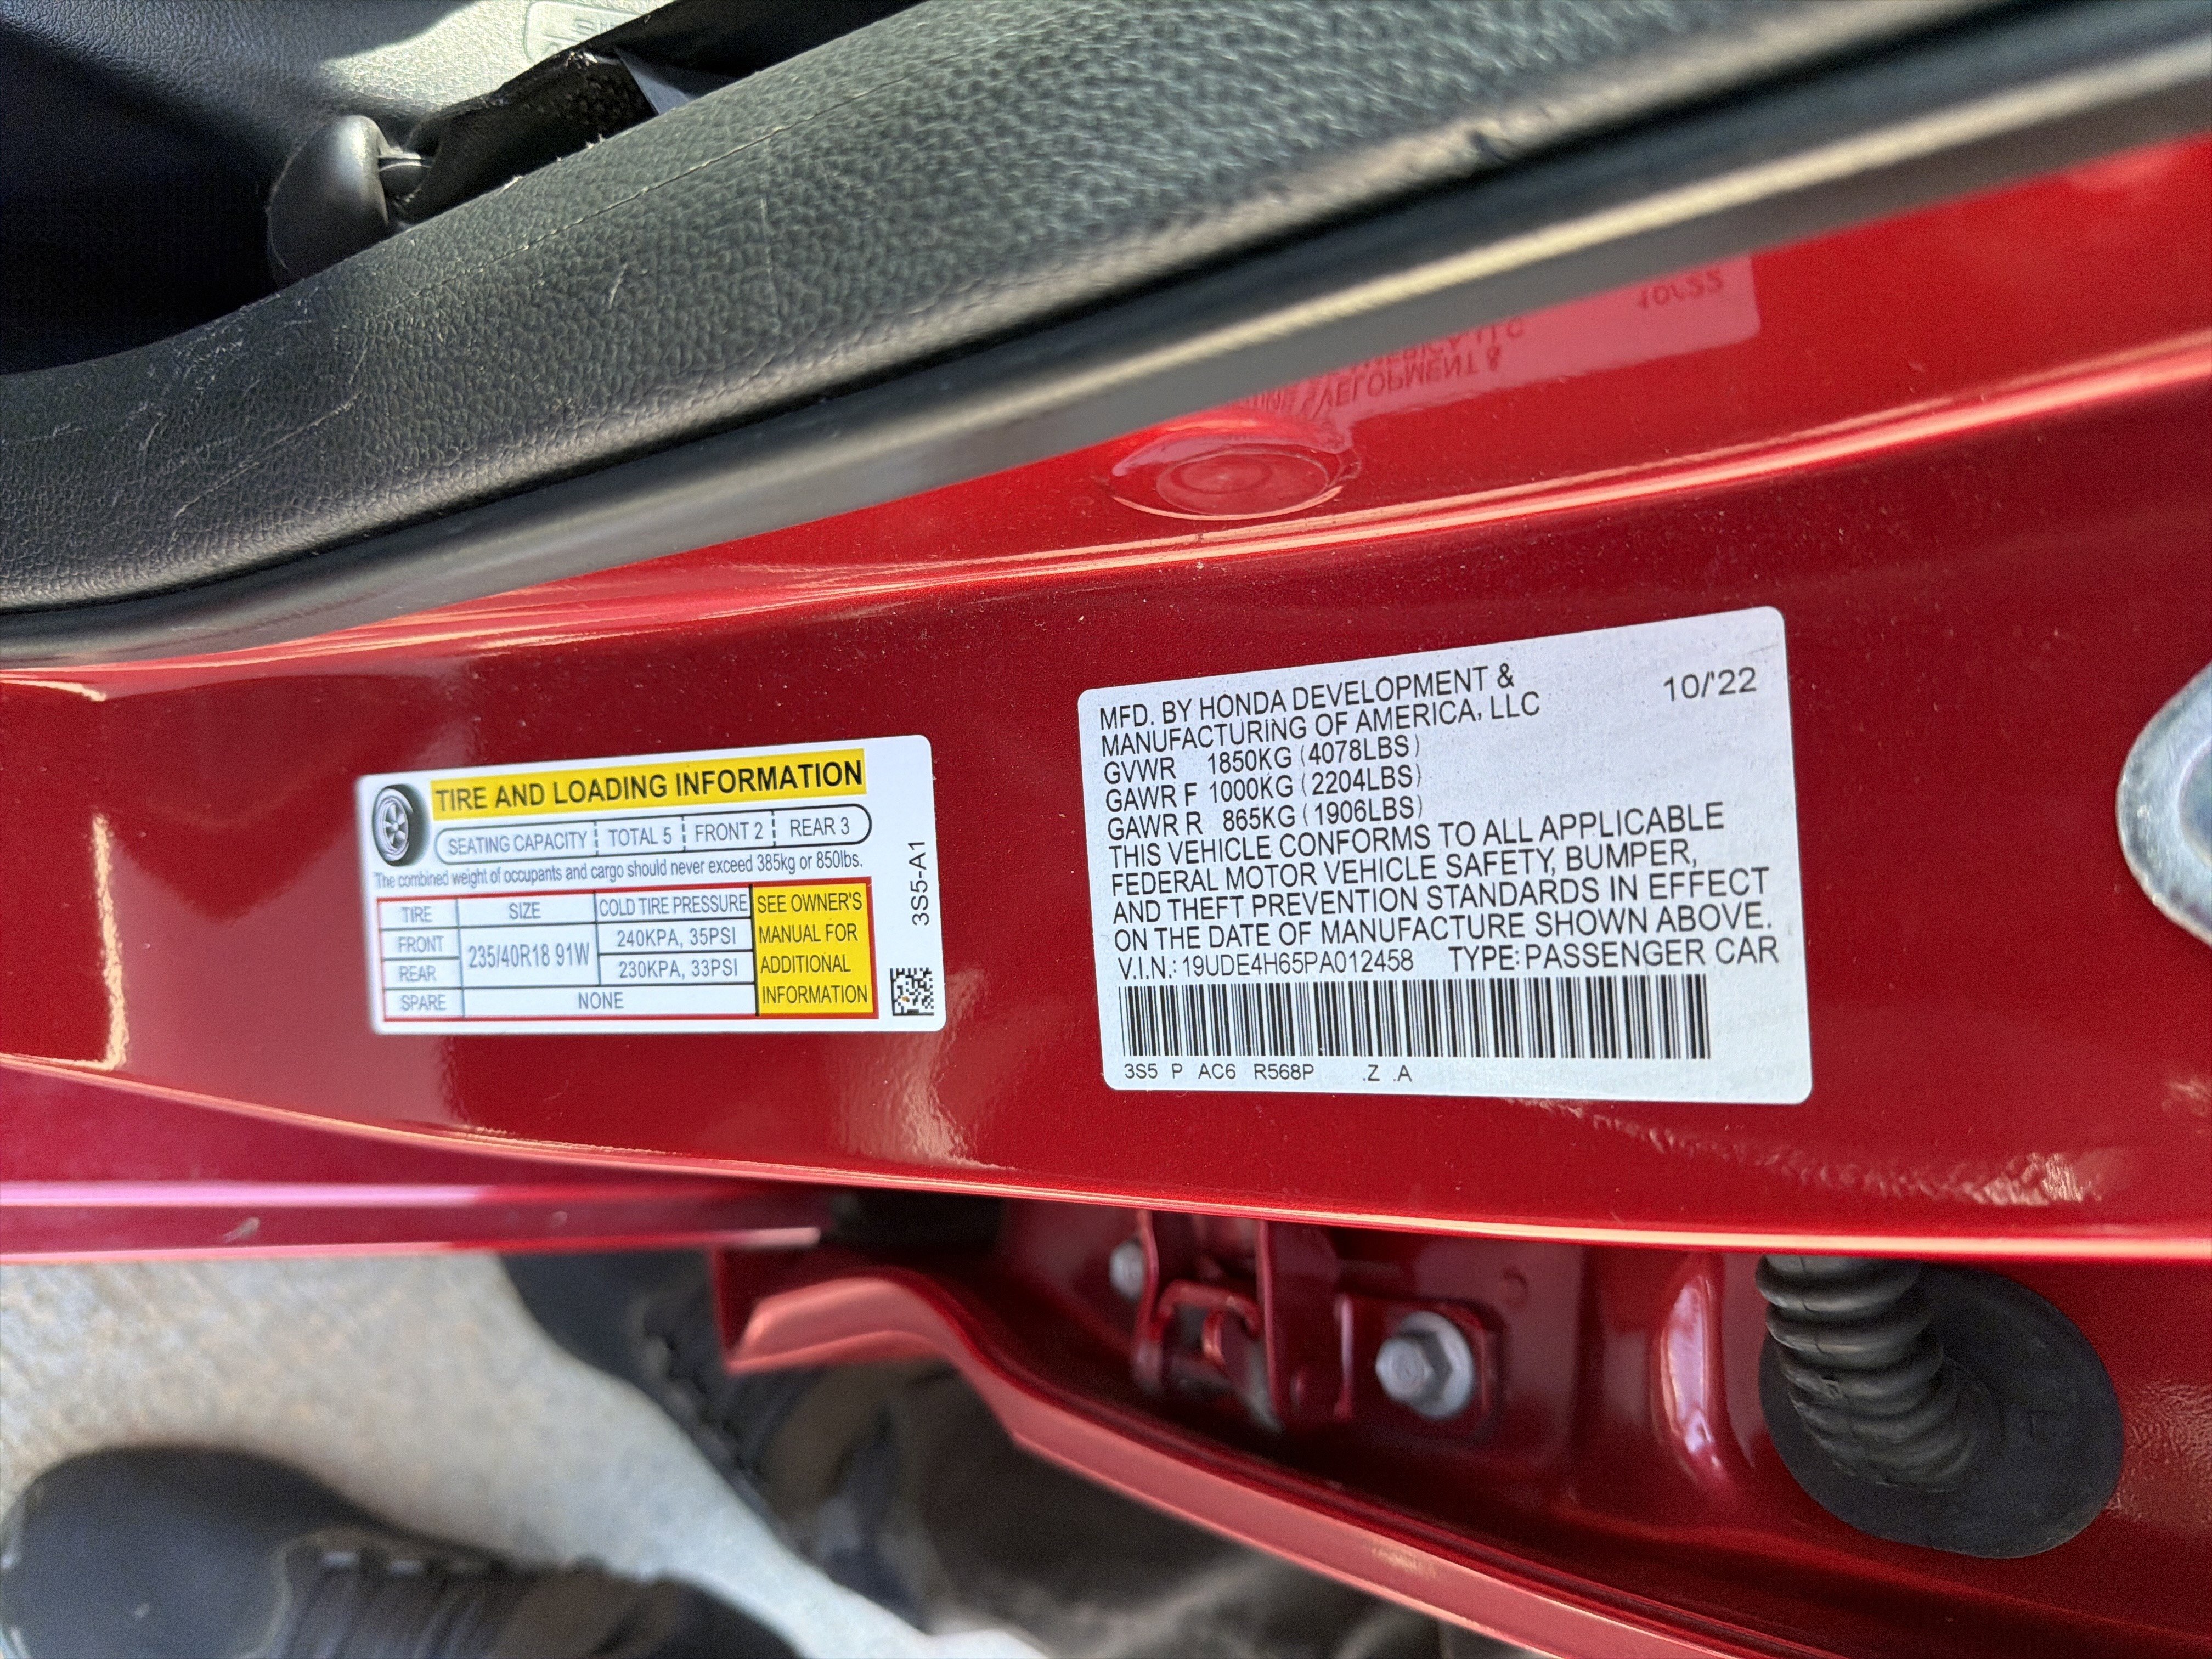 TIRE AND LOADING INFORMATION
SEATING CAPACITY TOTAL 5 FRONT 2 REAR 3
The combined weight of occupants and cargo should never exceed 385kg or 850lbs.
TIRE SIZE COLD TIRE PRESSURE
FRONT 235/40R18 91W 240KPA, 35PSI
REAR 230KPA, 33PSI
SPARE NONE
SEE OWNER'S
MANUAL FOR
ADDITIONAL
INFORMATION
3S5-A1
MFD. BY HONDA DEVELOPMENT & 10/'22
MANUFACTURING OF AMERICA, LLC
GVWR 1850KG (4078LBS)
GAWR F 1000KG (2204LBS)
GAWR R 865KG (1906LBS)
THIS VEHICLE CONFORMS TO ALL APPLICABLE
FEDERAL MOTOR VEHICLE SAFETY, BUMPER,
AND THEFT PREVENTION STANDARDS IN EFFECT
ON THE DATE OF MANUFACTURE SHOWN ABOVE.
V.I.N.: 19UDE4H65PA012458 TYPE: PASSENGER CAR
3S5 P AC6 R568P .Z .A